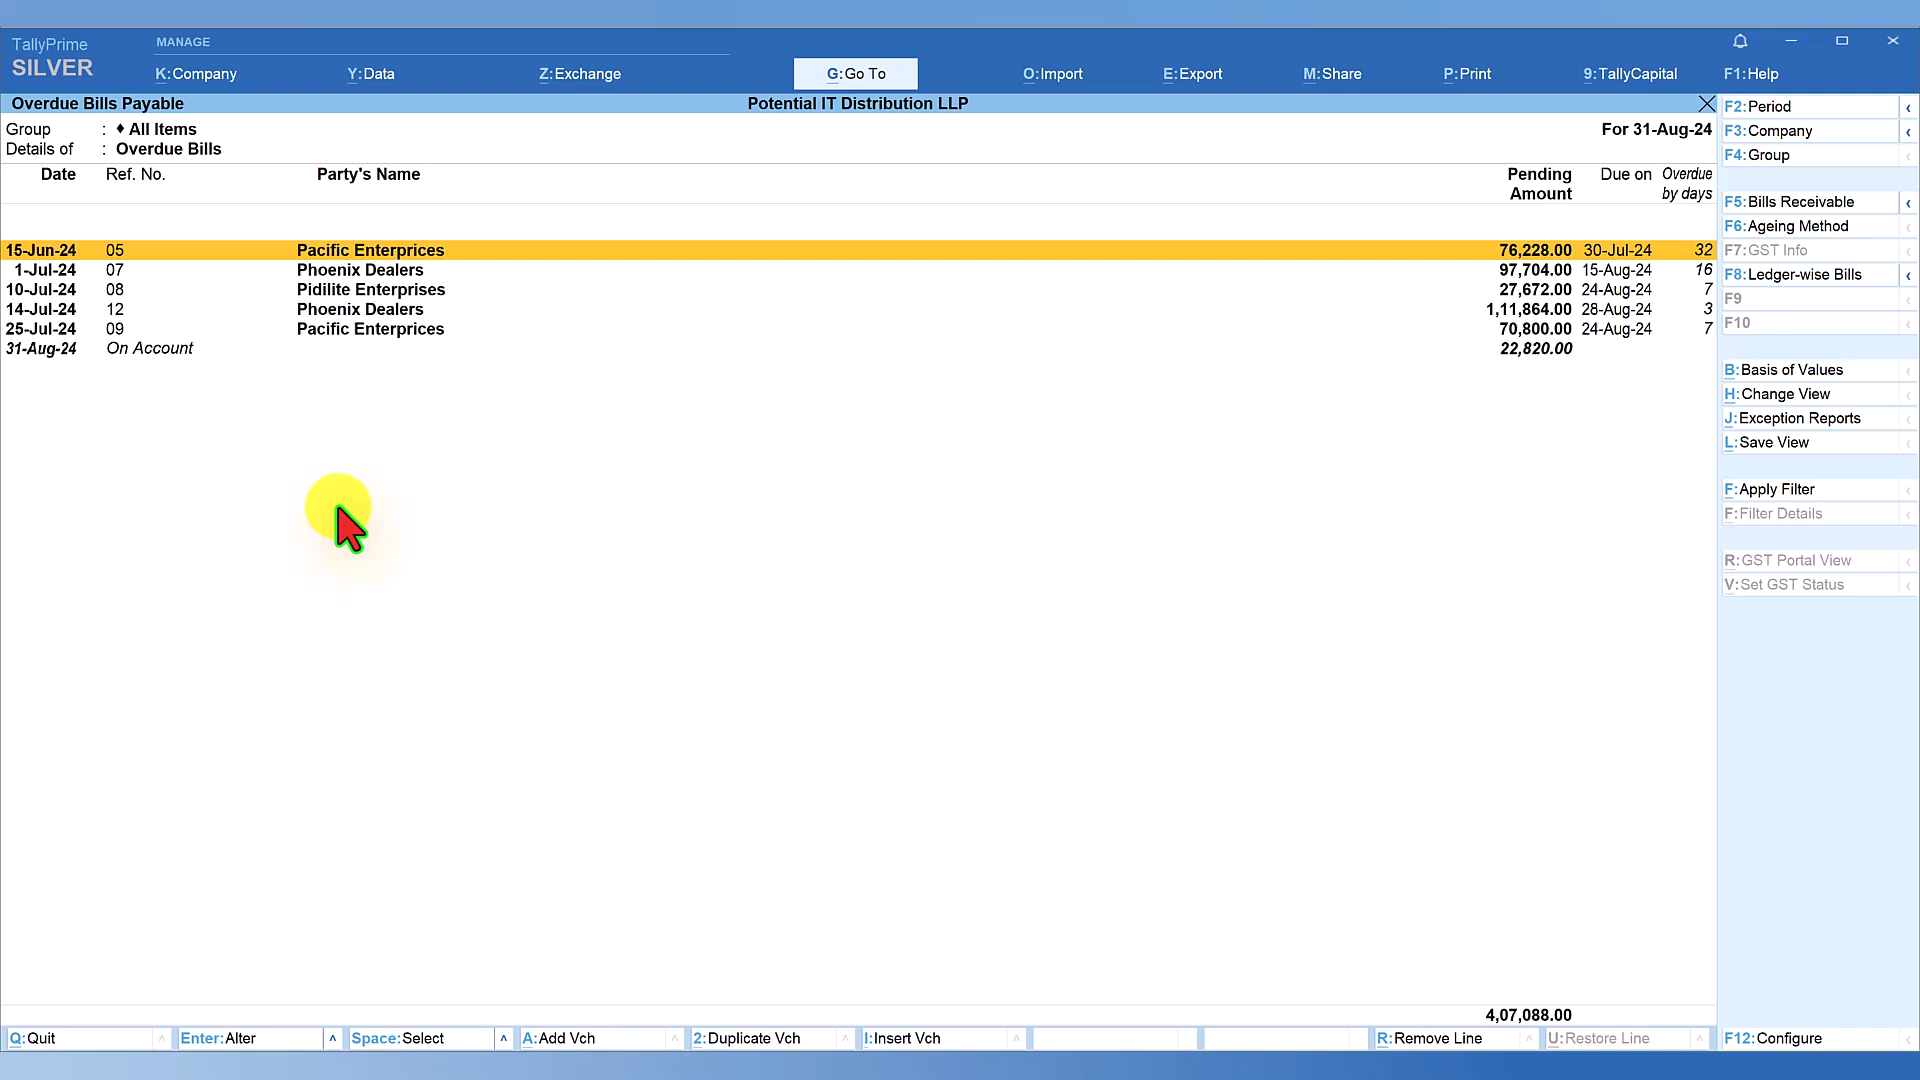 TallyPrime
SILVER
MANAGE
K:Company Y:Data Z:Exchange G:Go To O:Import E:Export M:Share P:Print 9:TallyCapital F1:Help
Overdue Bills Payable Potential IT Distribution LLP
Group : ♦ All Items For 31-Aug-24
Details of : Overdue Bills
Date Ref. No. Party's Name Pending Due on Overdue
Amount by days
15-Jun-24 05 Pacific Enterprices 76,228.00 30-Jul-24 32
1-Jul-24 07 Phoenix Dealers 97,704.00 15-Aug-24 16
10-Jul-24 08 Pidilite Enterprises 27,672.00 24-Aug-24 7
14-Jul-24 12 Phoenix Dealers 1,11,864.00 28-Aug-24 3
25-Jul-24 09 Pacific Enterprices 70,800.00 24-Aug-24 7
31-Aug-24 On Account 22,820.00
4,07,088.00
F2:Period
F3:Company
F4:Group
F5:Bills Receivable
F6:Ageing Method
F7:GST Info
F8:Ledger-wise Bills
F9
F10
B:Basis of Values
H:Change View
J:Exception Reports
L:Save View
F:Apply Filter
F:Filter Details
R:GST Portal View
V:Set GST Status
Q:Quit Enter:Alter Space:Select A:Add Vch 2:Duplicate Vch I:Insert Vch R:Remove Line U:Restore Line F12:Configure